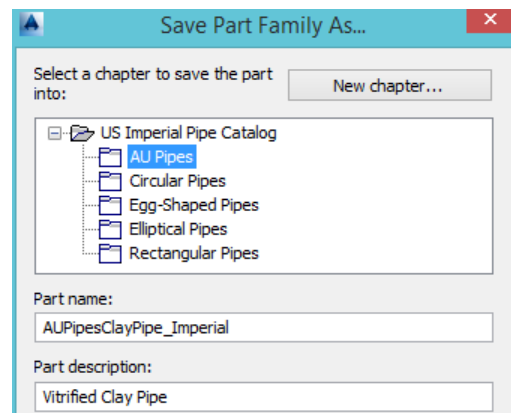 Save Part Family As...
Select a chapter to save the part
into:
New chapter...
US Imperial Pipe Catalog
AU Pipes
Circular Pipes
Egg-Shaped Pipes
Elliptical Pipes
Rectangular Pipes
Part name:
AUPipesClayPipe_Imperial
Part description:
Vitrified Clay Pipe